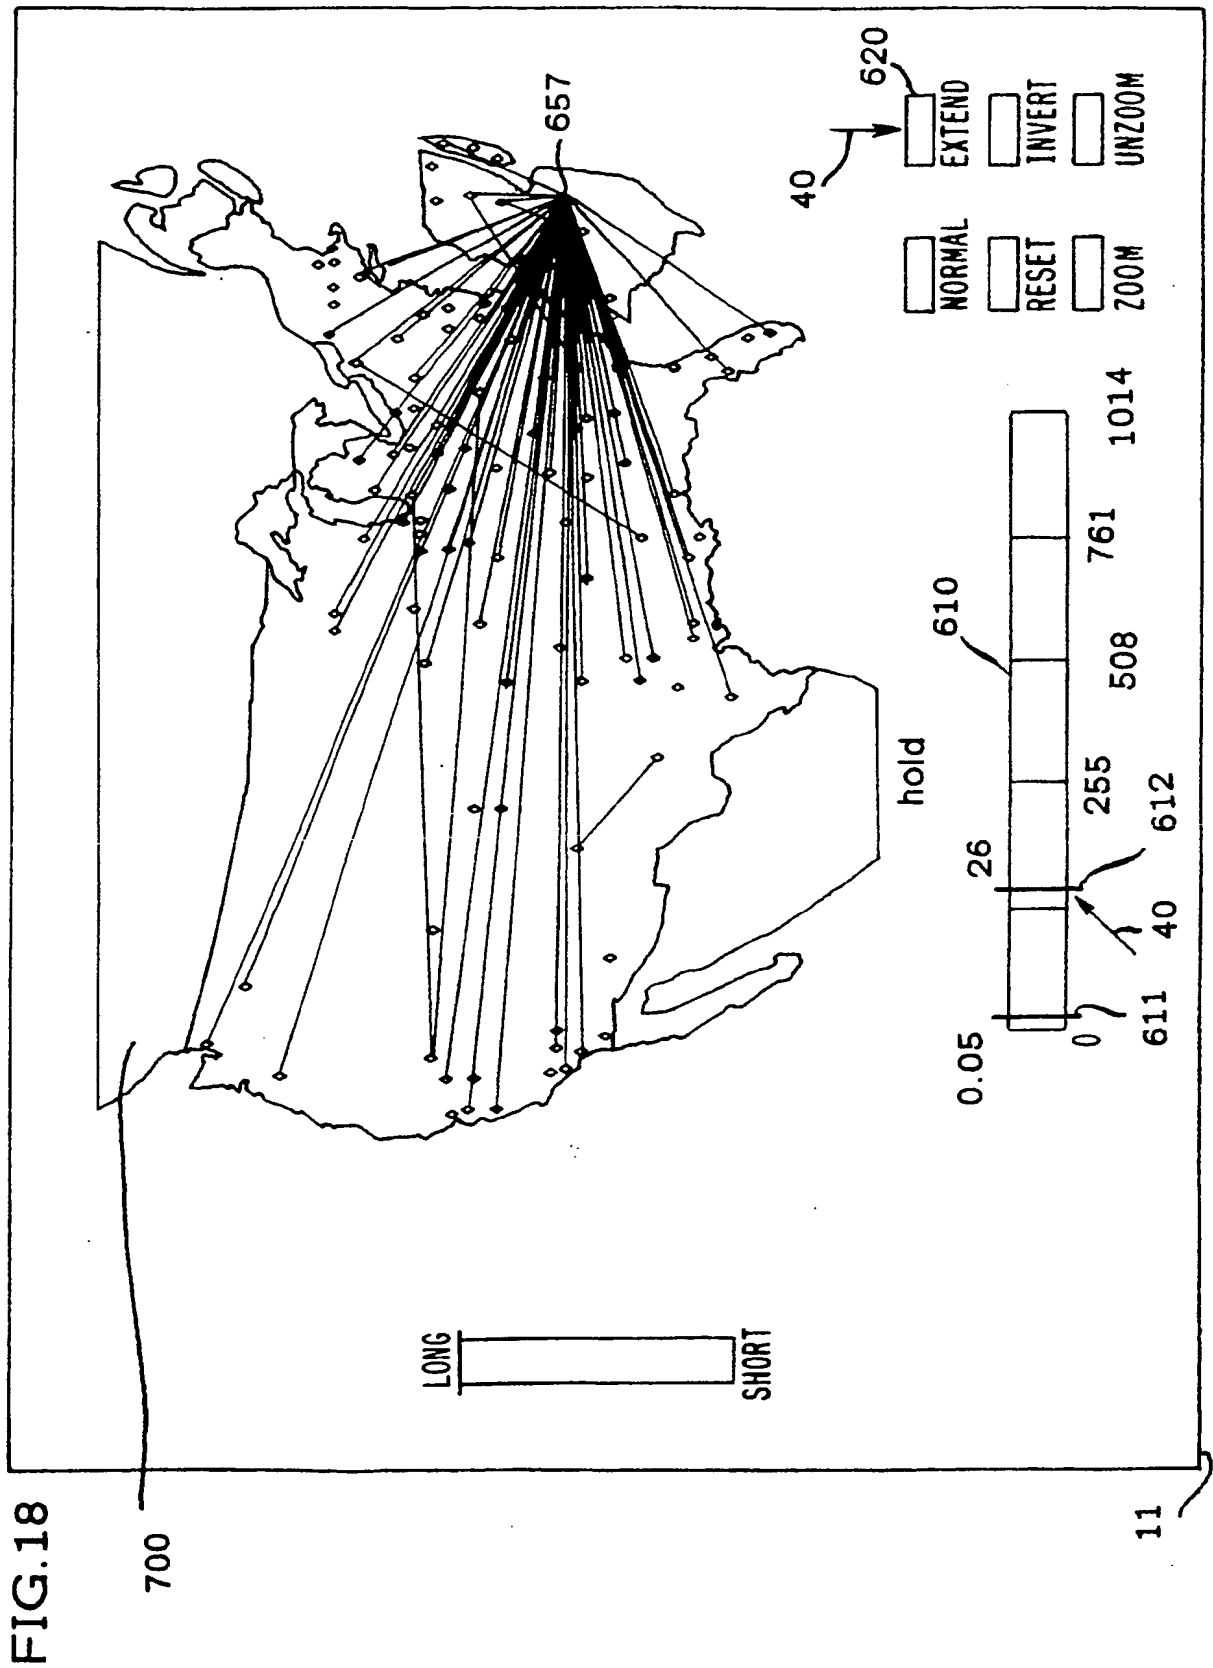 FIG.18
700
657
LONG
SHORT
hold
40
620
NORMAL
EXTEND
RESET
INVERT
ZOOM
UNZOOM
610
0.05
26
0
255
508
761
1014
611
40
612
11